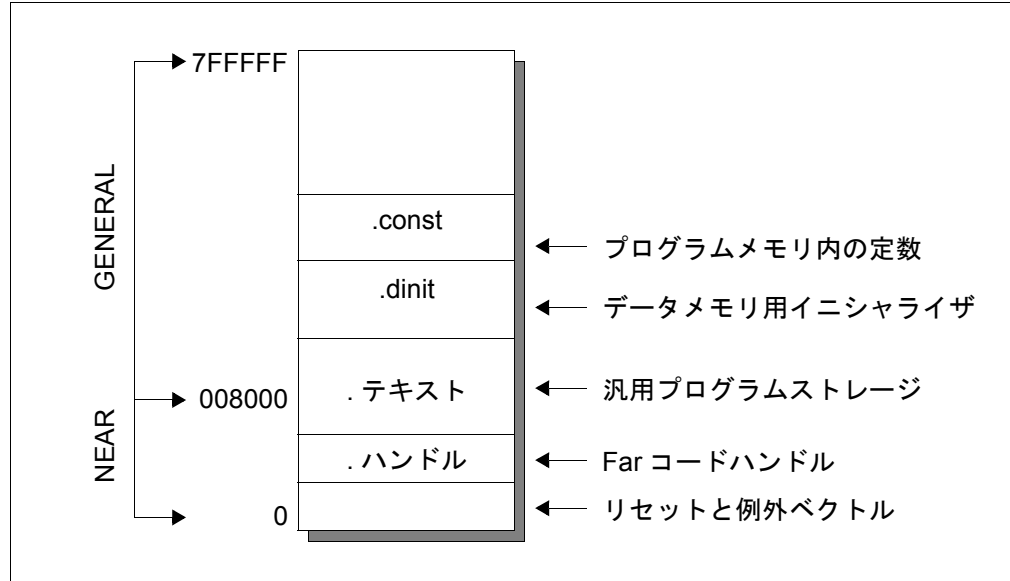 7FFFFF
GENERAL
.const
プログラムメモリ内の定数
.dinit
データメモリ用イニシャライザ
008000
. テキスト
汎用プログラムストレージ
NEAR
. ハンドル
Far コードハンドル
0
リセットと例外ベクトル